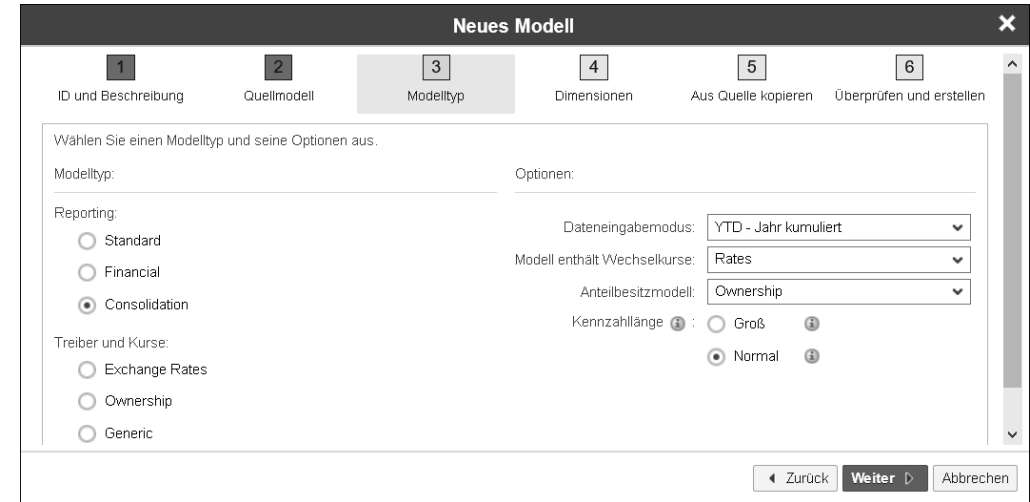 Neues Modell
1 2 3 4 5 6
ID und Beschreibung Quellmodell Modelltyp Dimensionen Aus Quelle kopieren Überprüfen und erstellen
Wählen Sie einen Modelltyp und seine Optionen aus.
Modelltyp: Optionen:
Reporting:
Standard
Financial
Consolidation
Treiber und Kurse:
Exchange Rates
Ownership
Generic
Dateneingabemodus: YTD - Jahr kumuliert
Modell enthält Wechselkurse: Rates
Anteilbesitzmodell: Ownership
Kennzahllänge : Groß
Normal
Zurück Weiter Abbrechen